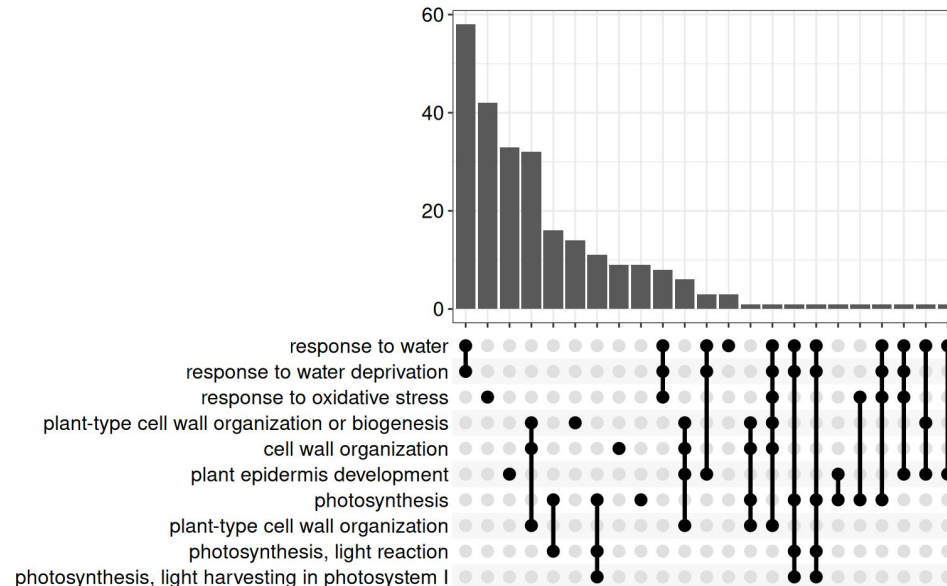 60
40
20
0
response to water
response to water deprivation
response to oxidative stress
plant-type cell wall organization or biogenesis
cell wall organization
plant epidermis development
photosynthesis
plant-type cell wall organization
photosynthesis, light reaction
photosynthesis, light harvesting in photosystem I